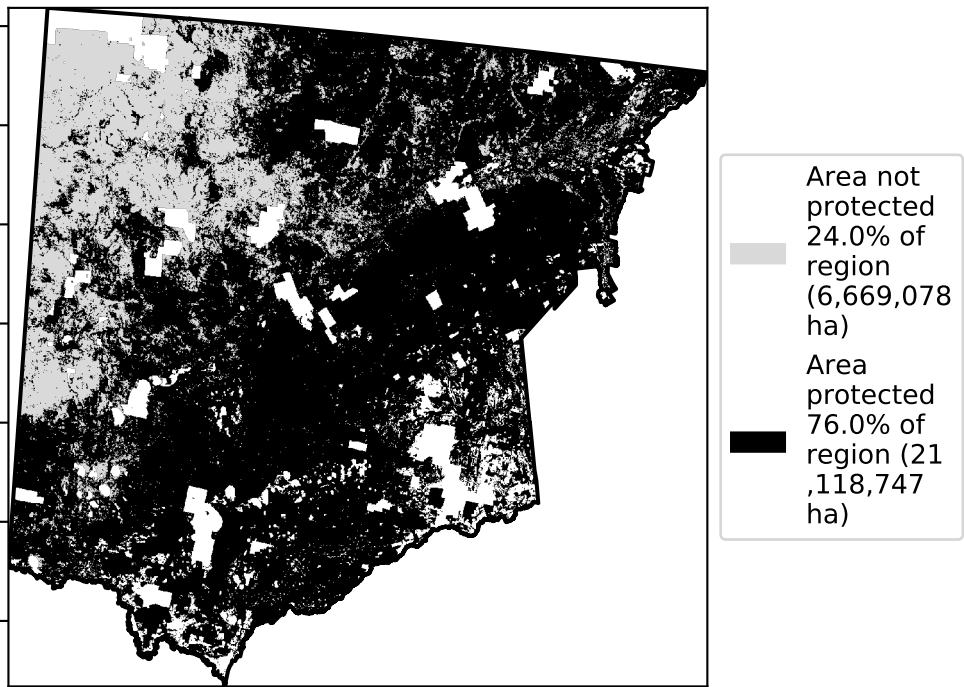 Area not
protected
24.0% of
region
(6,669,078
ha)
Area
protected
76.0% of
region (21
,118,747
ha)